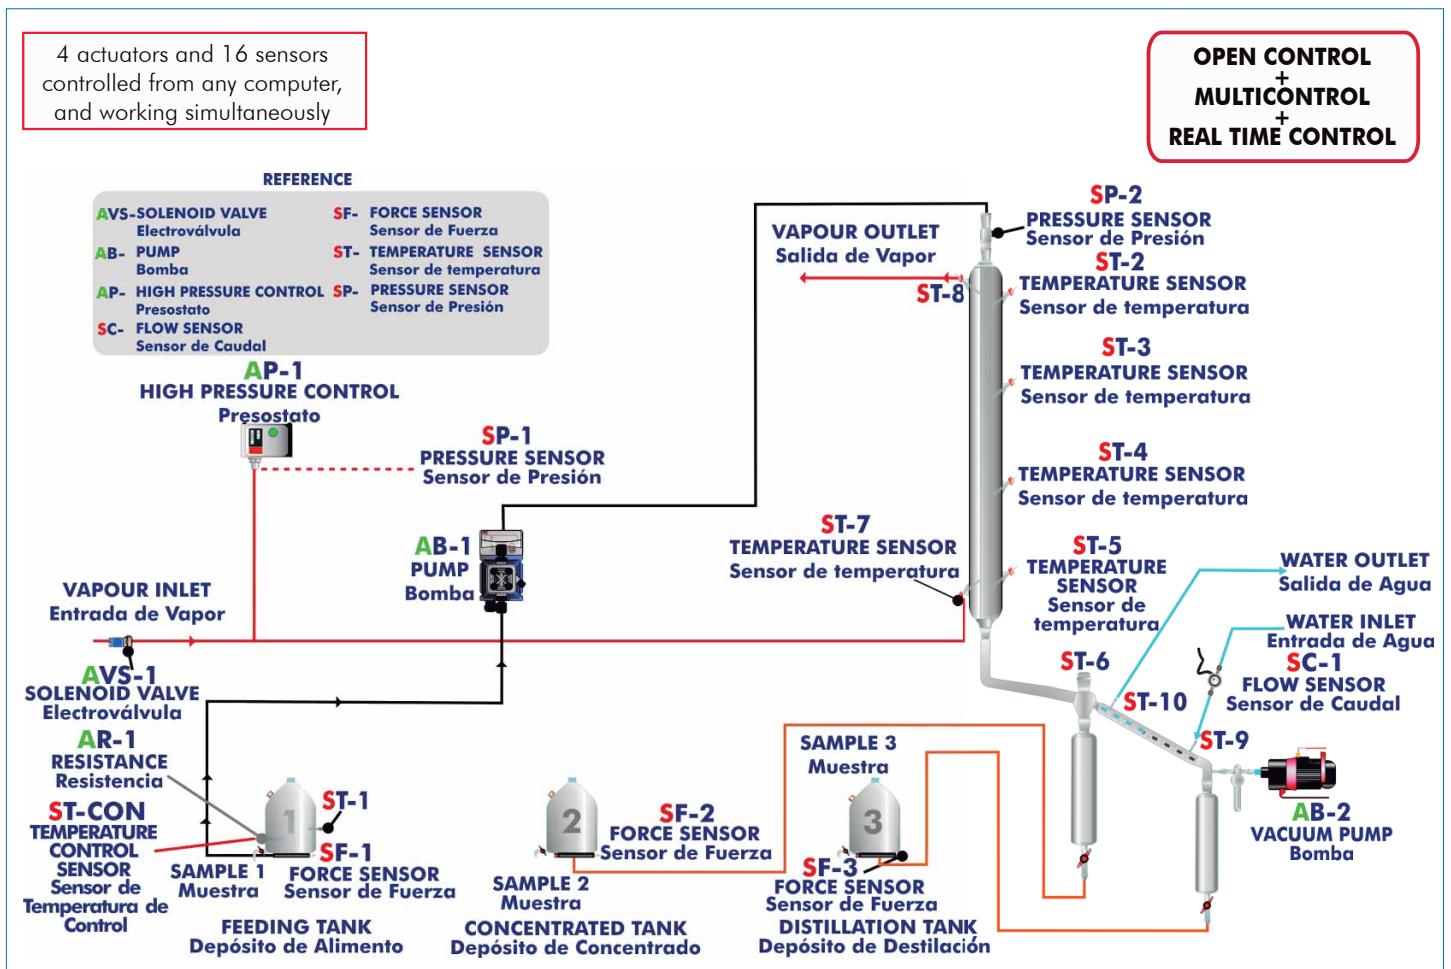 4 actuators and 16 sensors
controlled from any computer,
and working simultaneously
OPEN CONTROL
+
MULTICONTROL
+
REAL TIME CONTROL
REFERENCE
AVS- SOLENOID VALVE
Electroválvula
AB- PUMP
Bomba
AP- HIGH PRESSURE CONTROL
Presostato
SC- FLOW SENSOR
Sensor de Caudal
SF- FORCE SENSOR
Sensor de Fuerza
ST- TEMPERATURE SENSOR
Sensor de temperatura
SP- PRESSURE SENSOR
Sensor de Presión
AP-1
HIGH PRESSURE CONTROL
Presostato
SP-1
PRESSURE SENSOR
Sensor de Presión
VAPOUR OUTLET
Salida de Vapor
ST-8
SP-2
PRESSURE SENSOR
Sensor de Presión
ST-2
TEMPERATURE SENSOR
Sensor de temperatura
ST-3
TEMPERATURE SENSOR
Sensor de temperatura
ST-4
TEMPERATURE SENSOR
Sensor de temperatura
AB-1
PUMP
Bomba
ST-7
TEMPERATURE SENSOR
Sensor de temperatura
ST-5
TEMPERATURE
SENSOR
Sensor de
temperatura
WATER OUTLET
Salida de Agua
WATER INLET
Entrada de Agua
SC-1
FLOW SENSOR
Sensor de Caudal
VAPOUR INLET
Entrada de Vapor
AVS-1
SOLENOID VALVE
Electroválvula
ST-6
ST-10
ST-9
AR-1
RESISTANCE
Resistencia
ST-CON
TEMPERATURE
CONTROL
SENSOR
Sensor de
Temperatura de
Control
1
ST-1
SF-1
FORCE SENSOR
Sensor de Fuerza
SAMPLE 1
Muestra
FEEDING TANK
Depósito de Alimento
2
SF-2
FORCE SENSOR
Sensor de Fuerza
SAMPLE 2
Muestra
CONCENTRATED TANK
Depósito de Concentrado
SAMPLE 3
Muestra
3
SF-3
FORCE SENSOR
Sensor de Fuerza
DISTILLATION TANK
Depósito de Destilación
AB-2
VACUUM PUMP
Bomba